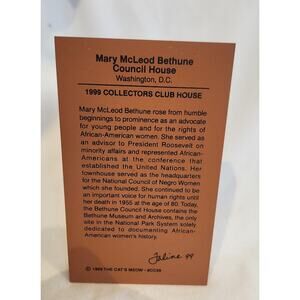 Mary McLeod Bethune
Council House
Washington, D.C.
1999 COLLECTORS CLUB HOUSE
Mary McLeod Bethune rose from humble
beginnings to prominence as an advocate
for young people and for the rights of
African-American women. She served as
an advisor to President Roosevelt on
minority affairs and represented African-
Americans at the conference that
established the United Nations. Her
townhouse served as the headquarters
for the National Council of Negro Women
which she founded. She continued to be
an important voice for human rights until
her death in 1955 at the age of 80. Today,
the Bethune Council House contains the
Bethune Museum and Archives, the only
site in the National Park System solely
dedicated to documenting African-
American women's history.
Faline 99
© 1999 THE CAT'S MEOW